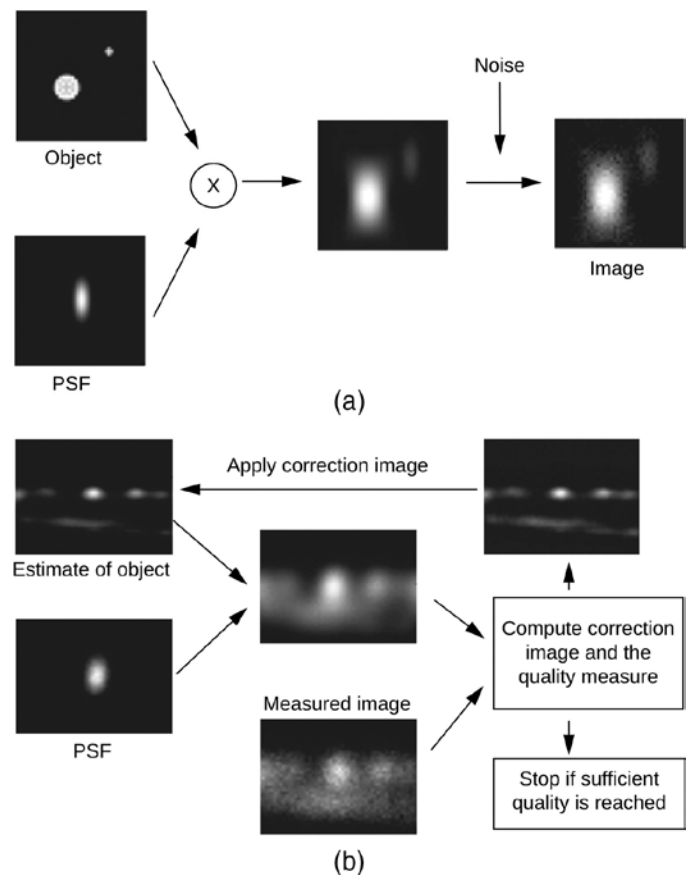 Object
PSF
X
Noise
Image
(a)
Apply correction image
Estimate of object
PSF
Measured image
Compute correction
image and the
quality measure
Stop if sufficient
quality is reached
(b)